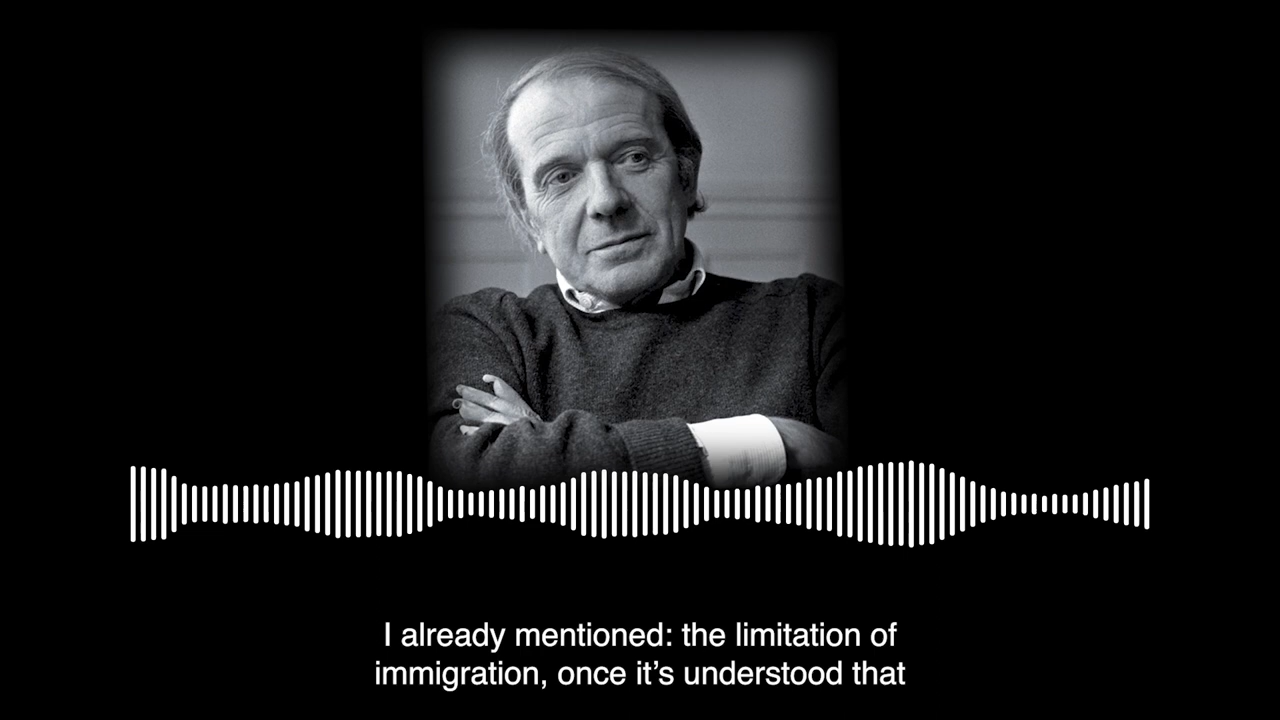 I already mentioned: the limitation of
immigration, once it’s understood that